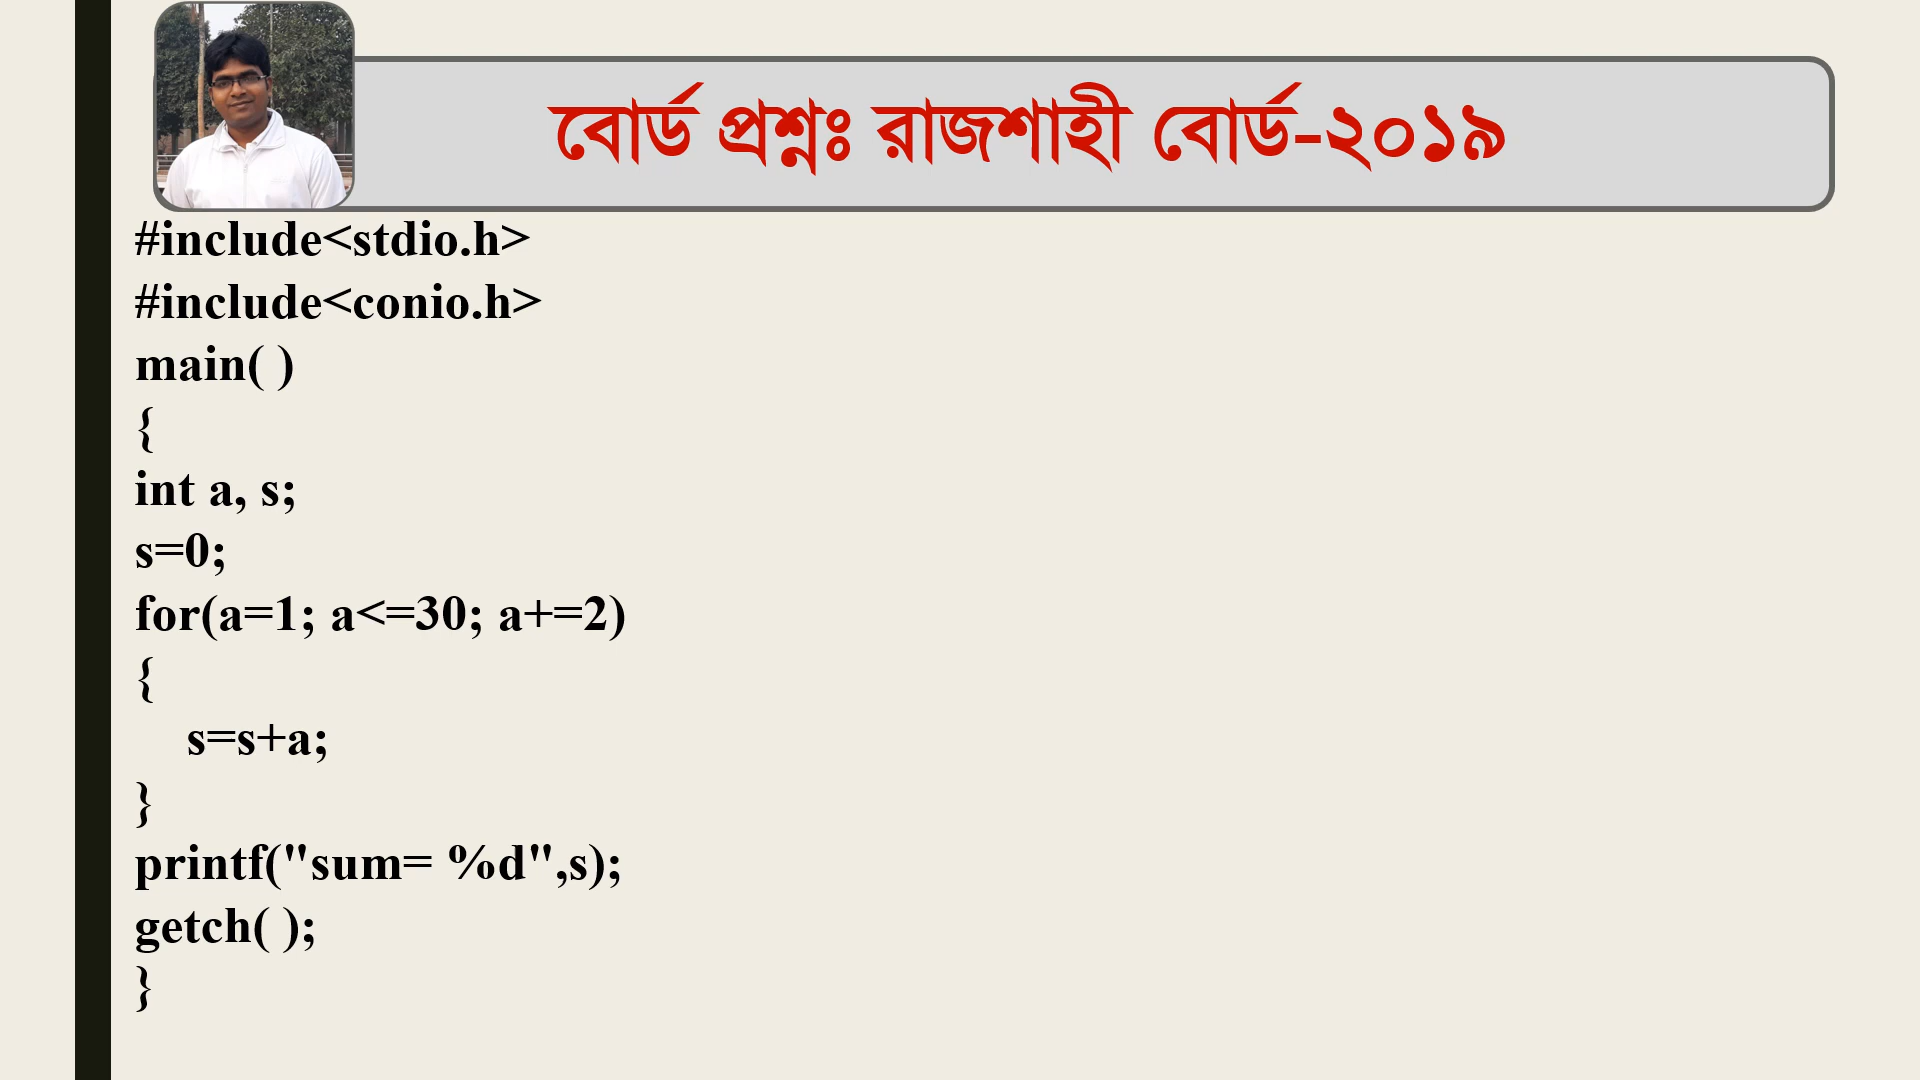 বোর্ড প্রশ্নঃ রাজশাহী বোর্ড-২০১৯
#include<stdio.h>
#include<conio.h>
main( )
{
int a, s;
s=0;
for(a=1; a<=30; a+=2)
{
s=s+a;
}
printf("sum= %d",s);
getch( );
}